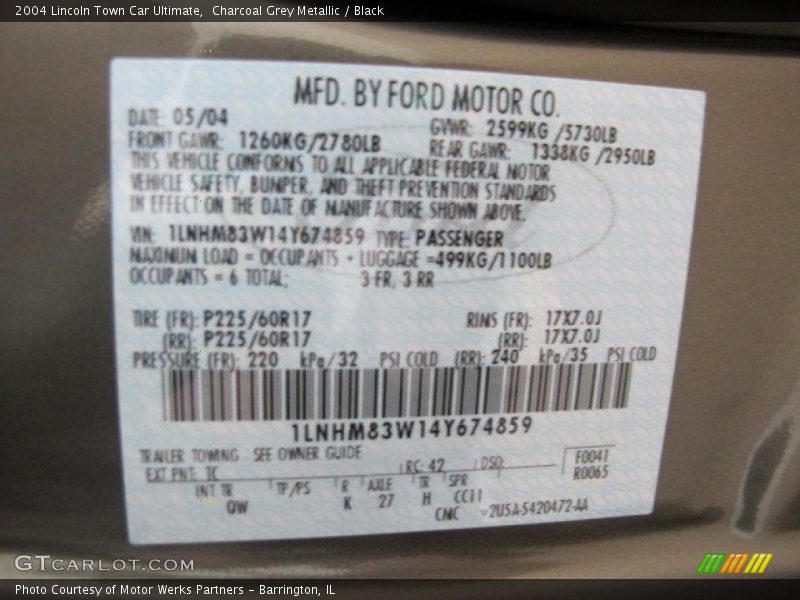 2004 Lincoln Town Car Ultimate,  Charcoal Grey Metallic / Black
MFD. BY FORD MOTOR CO.
DATE: 05/04 GVWR: 2599KG /5730LB
FRONT GAWR: 1260KG/2780LB REAR GAWR: 1338KG /2950LB
THIS VEHICLE CONFORMS TO ALL APPLICABLE FEDERAL MOTOR
VEHICLE SAFETY, BUMPER, AND THEFT PREVENTION STANDARDS
IN EFFECT ON THE DATE OF MANUFACTURE SHOWN ABOVE.
VIN: 1LNHM83W14Y674859 TYPE: PASSENGER
MAXIMUM LOAD = OCCUPANTS + LUGGAGE =499KG/1100LB
OCCUPANTS = 6 TOTAL; 3 FR, 3 RR
TIRE (FR): P225/60R17 RIMS (FR): 17X7.0J
(RR): P225/60R17 (RR): 17X7.0J
PRESSURE (FR): 220 kPa/32 PSI COLD (RR): 240 kPa/35 PSI COLD
1LNHM83W14Y674859
TRAILER TOWING SEE OWNER GUIDE
EXT PNT: TC RC: 42 DSO: F0041
R0065
INT TR TP/PS R AXLE TR SPR
QW K 27 H CC11
CMC 2U5A-5420472-AA
GTCARLOT.COM
Photo Courtesy of Motor Werks Partners - Barrington, IL